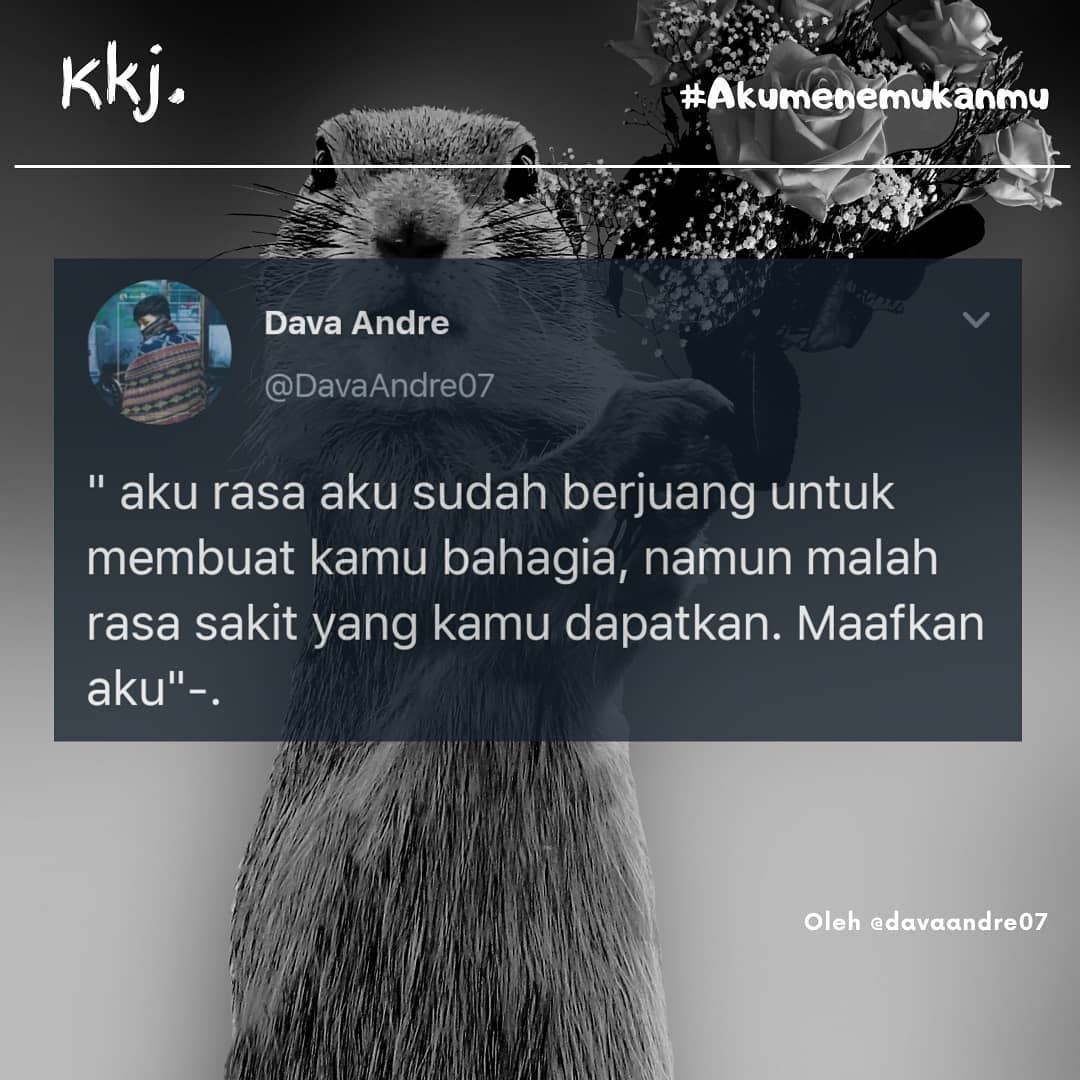 kkj.
#Akumenemukanmu
Dava Andre
@DavaAndre07
" aku rasa aku sudah berjuang untuk
membuat kamu bahagia, namun malah
rasa sakit yang kamu dapatkan. Maafkan
aku"-.
Oleh @davaandre07